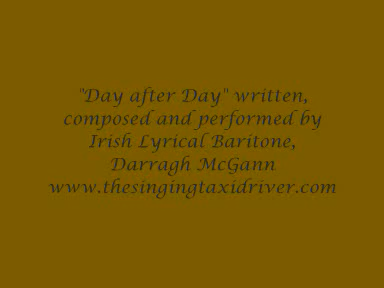 "Day after Day" written,
composed and performed by
Irish Lyrical Baritone,
Darragh McGann
www.thesingingtaxidriver.com